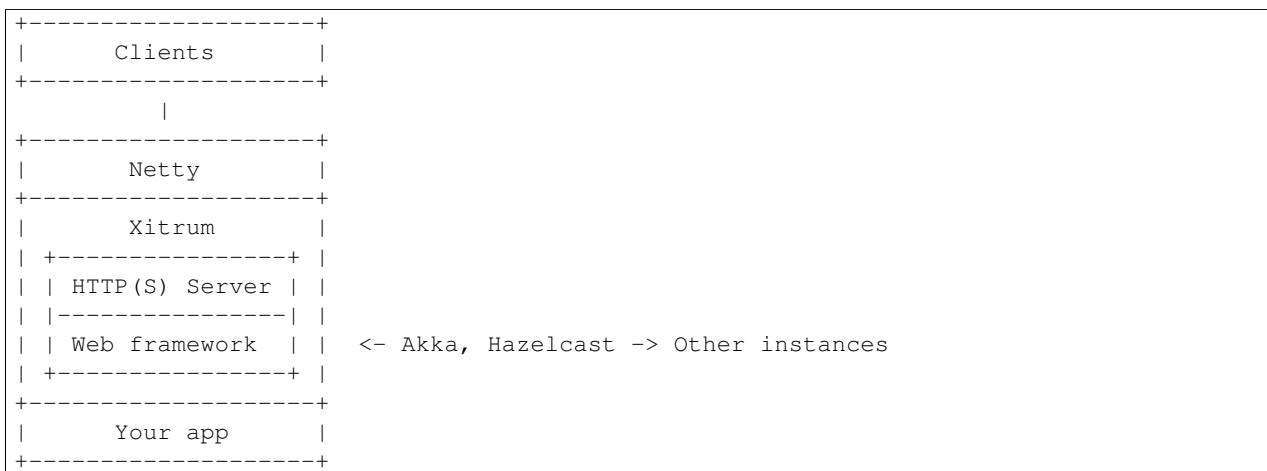 +--------------------+
|      Clients       |
+--------------------+
          |
+--------------------+
|       Netty        |
+--------------------+
|       Xitrum       |
| +----------------+ |
| | HTTP(S) Server | |
| |----------------| |
| | Web framework  | |  <- Akka, Hazelcast -> Other instances
| +----------------+ |
+--------------------+
|      Your app      |
+--------------------+